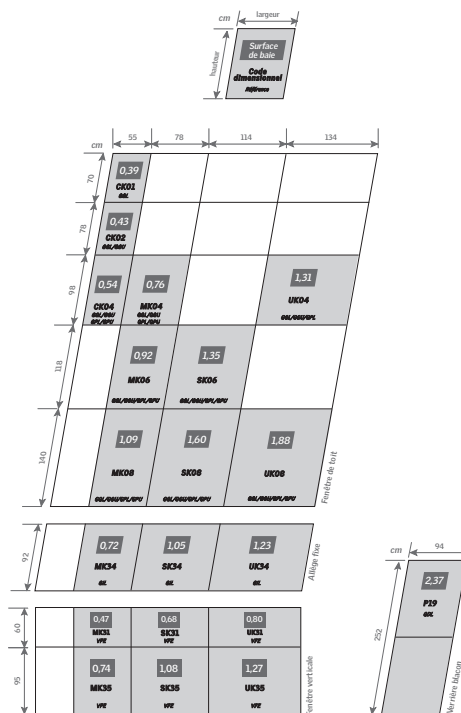 cm largeur
hauteur
Surface
de baie
Code
dimensionnel
Référence
cm 55 78 114 134
70
0,39
CK01
GGL
78
0,43
CK02
GGL/GGU
98
0,54 0,76 1,31
CK04 MK04 UK04
GGL/GGU GGL/GGU GGL/GGU/GPL
GPL/GPU GPL/GPU
118
0,92 1,35
MK06 SK06
GGL/GGU/GPL/GPU GGL/GGU/GPL/GPU
140
1,09 1,60 1,88
MK08 SK08 UK08
GGL/GGU/GPL/GPU GGL/GGU/GPL/GPU GGL/GGU/GPL/GPU
Fenêtre de toit
92
0,72 1,05 1,23
MK34 SK34 UK34
GIL GIL GIL
Allège fixe
60
0,47 0,68 0,80
MK31 SK31 UK31
VFE VFE VFE
95
0,74 1,08 1,27
MK35 SK35 UK35
VFE VFE VFE
Fenêtre verticale
cm 94
252
2,37
P19
GDL
Verrière blacon